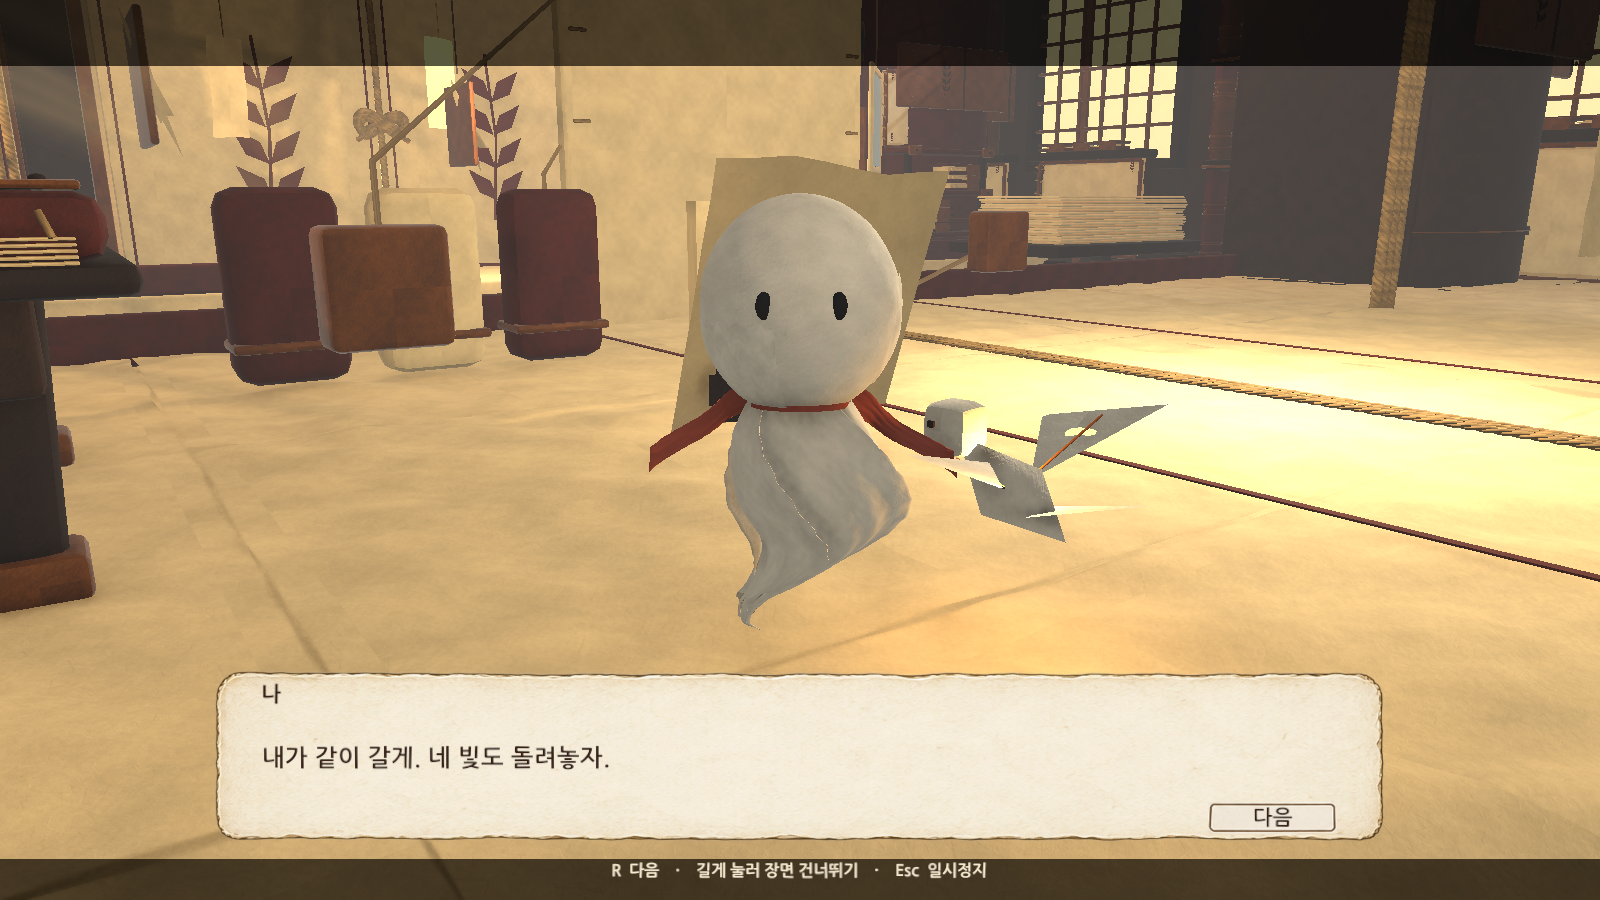 나
내가 같이 갈게. 네 빛도 돌려놓자.
다음
R 다음 · 길게 눌러 장면 건너뛰기 · Esc 일시정지